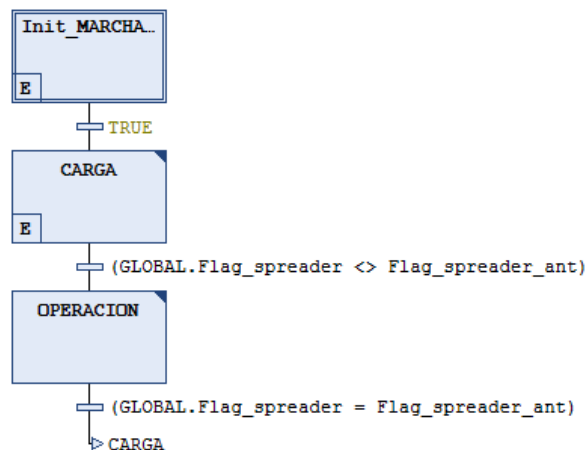 Init_MARCHA…
E
TRUE
CARGA
E
(GLOBAL.Flag_spreader <> Flag_spreader_ant)
OPERACION
(GLOBAL.Flag_spreader = Flag_spreader_ant)
CARGA